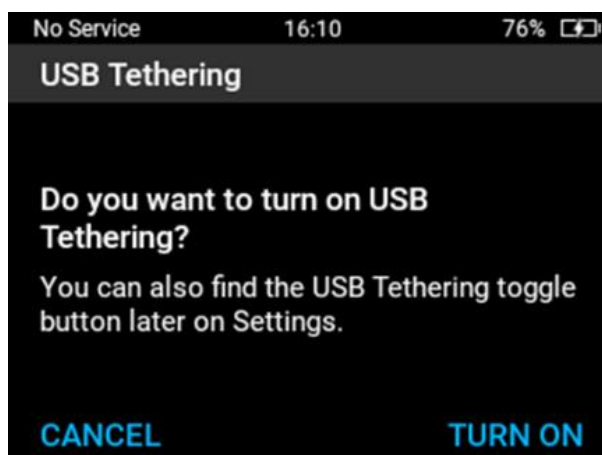 No Service 16:10 76%
USB Tethering
Do you want to turn on USB
Tethering?
You can also find the USB Tethering toggle
button later on Settings.
CANCEL TURN ON